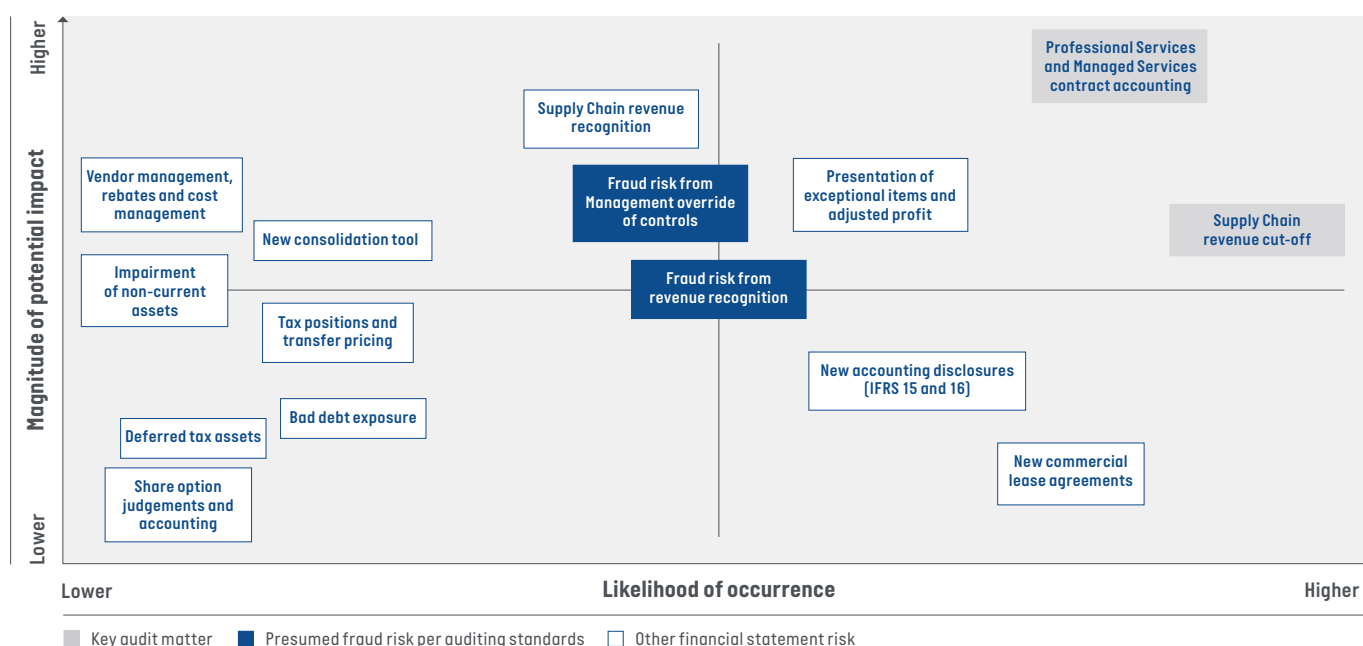 Higher
Magnitude of potential impact
Lower
Professional Services
and Managed Services
contract accounting
Supply Chain revenue
recognition
Vendor management,
rebates and cost
management
Fraud risk from
Management override
of controls
Presentation of
exceptional items and
adjusted profit
Supply Chain
revenue cut-off
New consolidation tool
Impairment
of non-current
assets
Fraud risk from
revenue recognition
Tax positions and
transfer pricing
New accounting disclosures
(IFRS 15 and 16)
Bad debt exposure
Deferred tax assets
New commercial
lease agreements
Share option
judgements and
accounting
Lower
Likelihood of occurrence
Higher
Key audit matter
Presumed fraud risk per auditing standards
Other financial statement risk